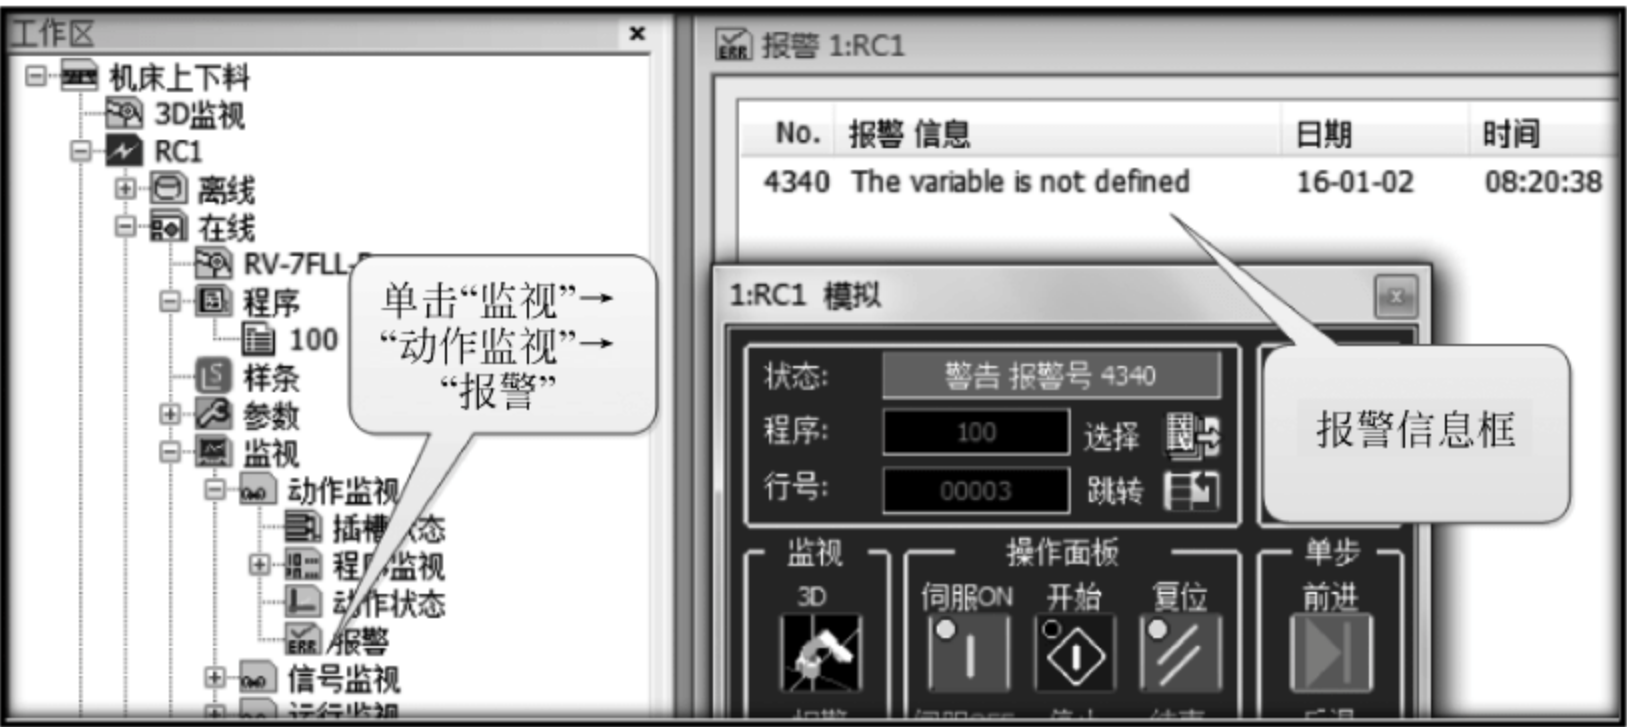 工作区
机床上下料
3D监视
RC1
离线
在线
RV-7FLL-
程序
100
样条
参数
监视
动作监视
插槽状态
程序监视
动作状态
报警
信号监视
运行监视
单击“监视”→
“动作监视”→
“报警”
报警 1:RC1
No. 报警 信息 日期 时间
4340 The variable is not defined 16-01-02 08:20:38
1:RC1 模拟
状态: 警告 报警号 4340
程序: 100 选择
行号: 00003 跳转
报警信息框
监视 操作面板 单步
3D 伺服ON 开始 复位 前进